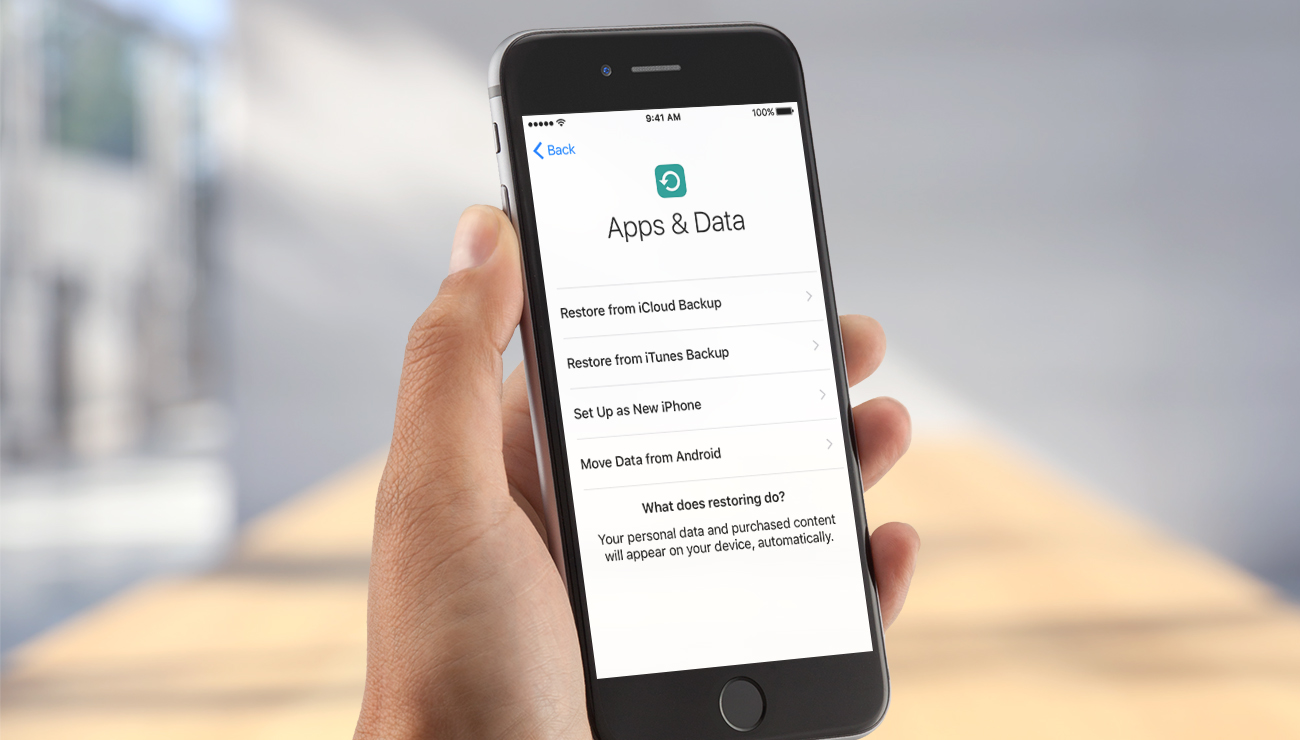 9:41 AM 100%
Back
Apps & Data
Restore from iCloud Backup
Restore from iTunes Backup
Set Up as New iPhone
Move Data from Android
What does restoring do?
Your personal data and purchased content
will appear on your device, automatically.